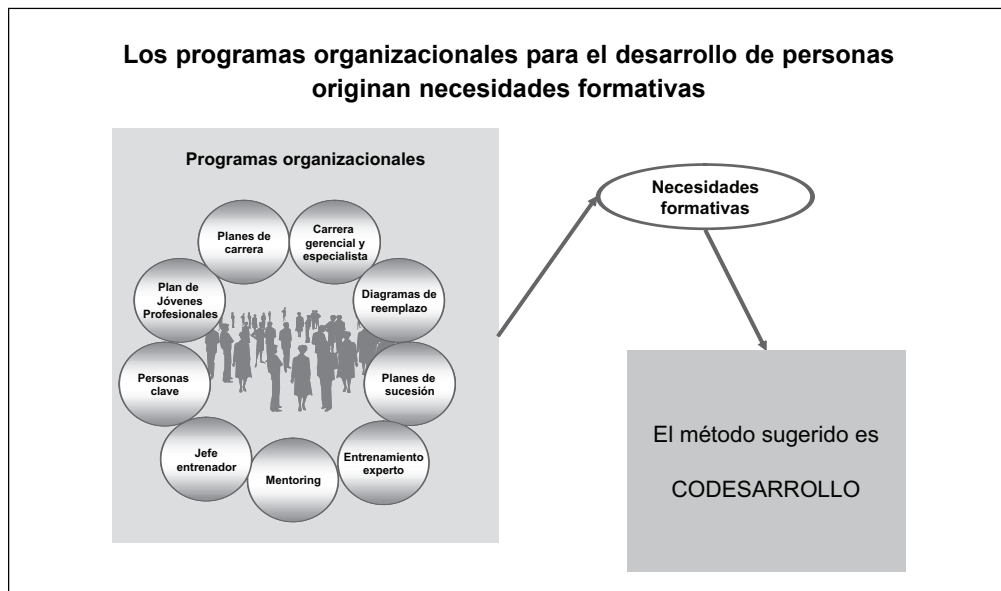 Los programas organizacionales para el desarrollo de personas
originan necesidades formativas
Programas organizacionales
Planes de
carrera
Carrera
gerencial y
especialista
Plan de
Jóvenes
Profesionales
Diagramas de
reemplazo
Personas
clave
Planes de
sucesión
Jefe
entrenador
Mentoring
Entrenamiento
experto
Necesidades
formativas
El método sugerido es
CODESARROLLO